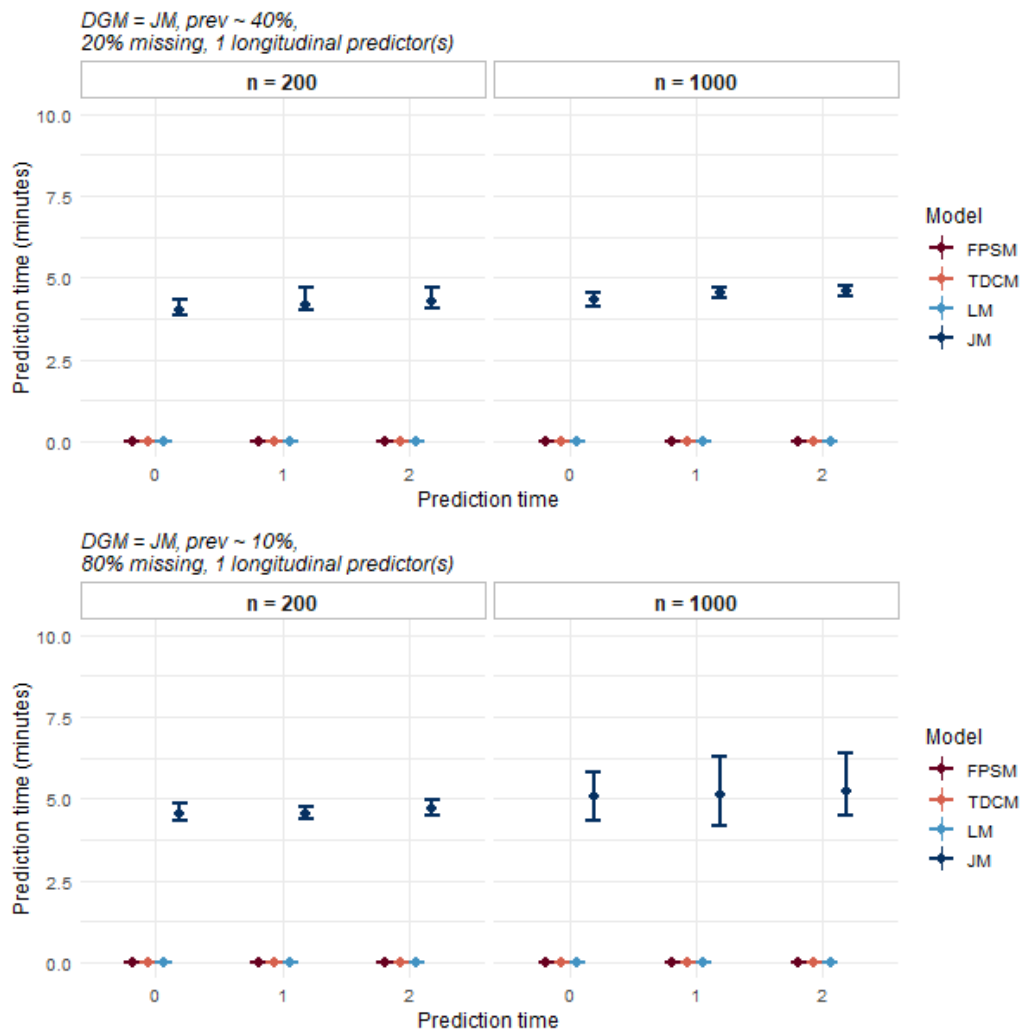 DGM = JM, prev ~ 40%,
20% missing, 1 longitudinal predictor(s)
n = 200
n = 1000
Prediction time (minutes)
10.0
7.5
5.0
2.5
0.0
0
1
2
0
1
2
Prediction time
Model
FPSM
TDCM
LM
JM
DGM = JM, prev ~ 10%,
80% missing, 1 longitudinal predictor(s)
n = 200
n = 1000
Prediction time (minutes)
10.0
7.5
5.0
2.5
0.0
0
1
2
0
1
2
Prediction time
Model
FPSM
TDCM
LM
JM